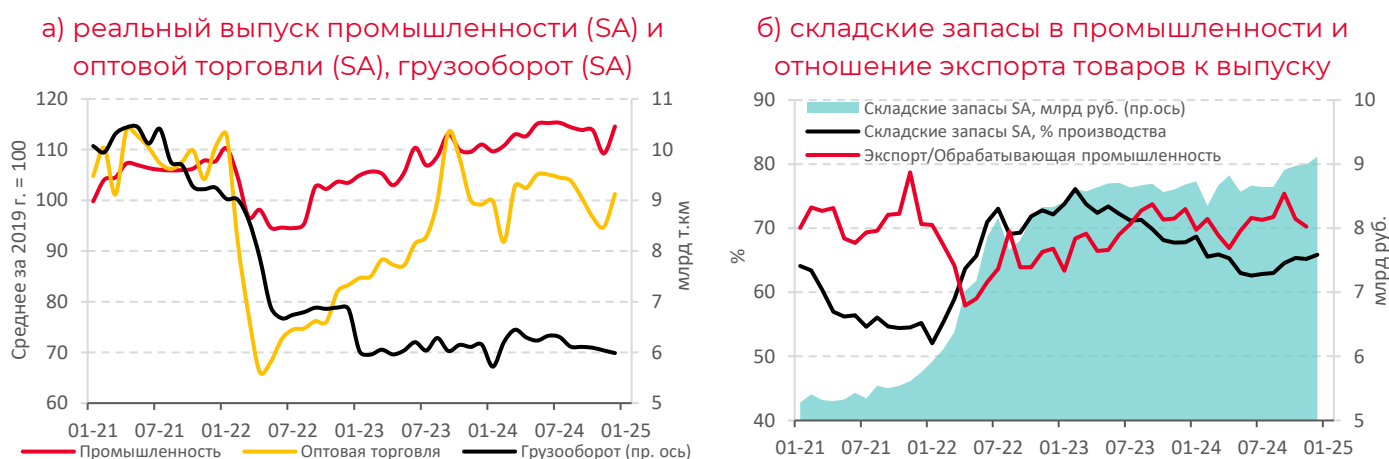 а) реальный выпуск промышленности (SA) и
оптовой торговли (SA), грузооборот (SA)
120
110
100
90
80
70
60
Среднее за 2019 г. = 100
11
10
9
8
7
6
5
млрд т.км
01-21 07-21 01-22 07-22 01-23 07-23 01-24 07-24 01-25
Промышленность Оптовая торговля Грузооборот (пр. ось)
б) складские запасы в промышленности и
отношение экспорта товаров к выпуску
90
80
70
60
50
40
%
Складские запасы SA, млрд руб. (пр.ось)
Складские запасы SA, % производства
Экспорт/Обрабатывающая промышленность
10
9
8
7
6
5
млрд руб.
01-21 07-21 01-22 07-22 01-23 07-23 01-24 07-24 01-25